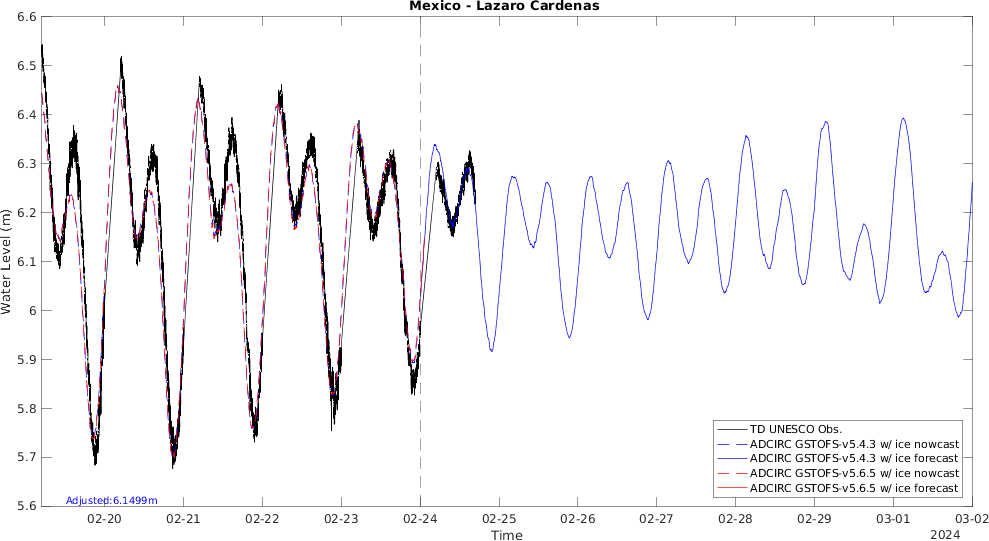 Mexico - Lazaro Cardenas
6.6
6.5
6.4
6.3
6.2
6.1
6
5.9
5.8
5.7
5.6
Water Level (m)
Adjusted:6.1499m
TD UNESCO Obs.
ADCIRC GSTOFS-v5.4.3 w/ ice nowcast
ADCIRC GSTOFS-v5.4.3 w/ ice forecast
ADCIRC GSTOFS-v5.6.5 w/ ice nowcast
ADCIRC GSTOFS-v5.6.5 w/ ice forecast
02-20 02-21 02-22 02-23 02-24 02-25 02-26 02-27 02-28 02-29 03-01 03-02
Time
2024